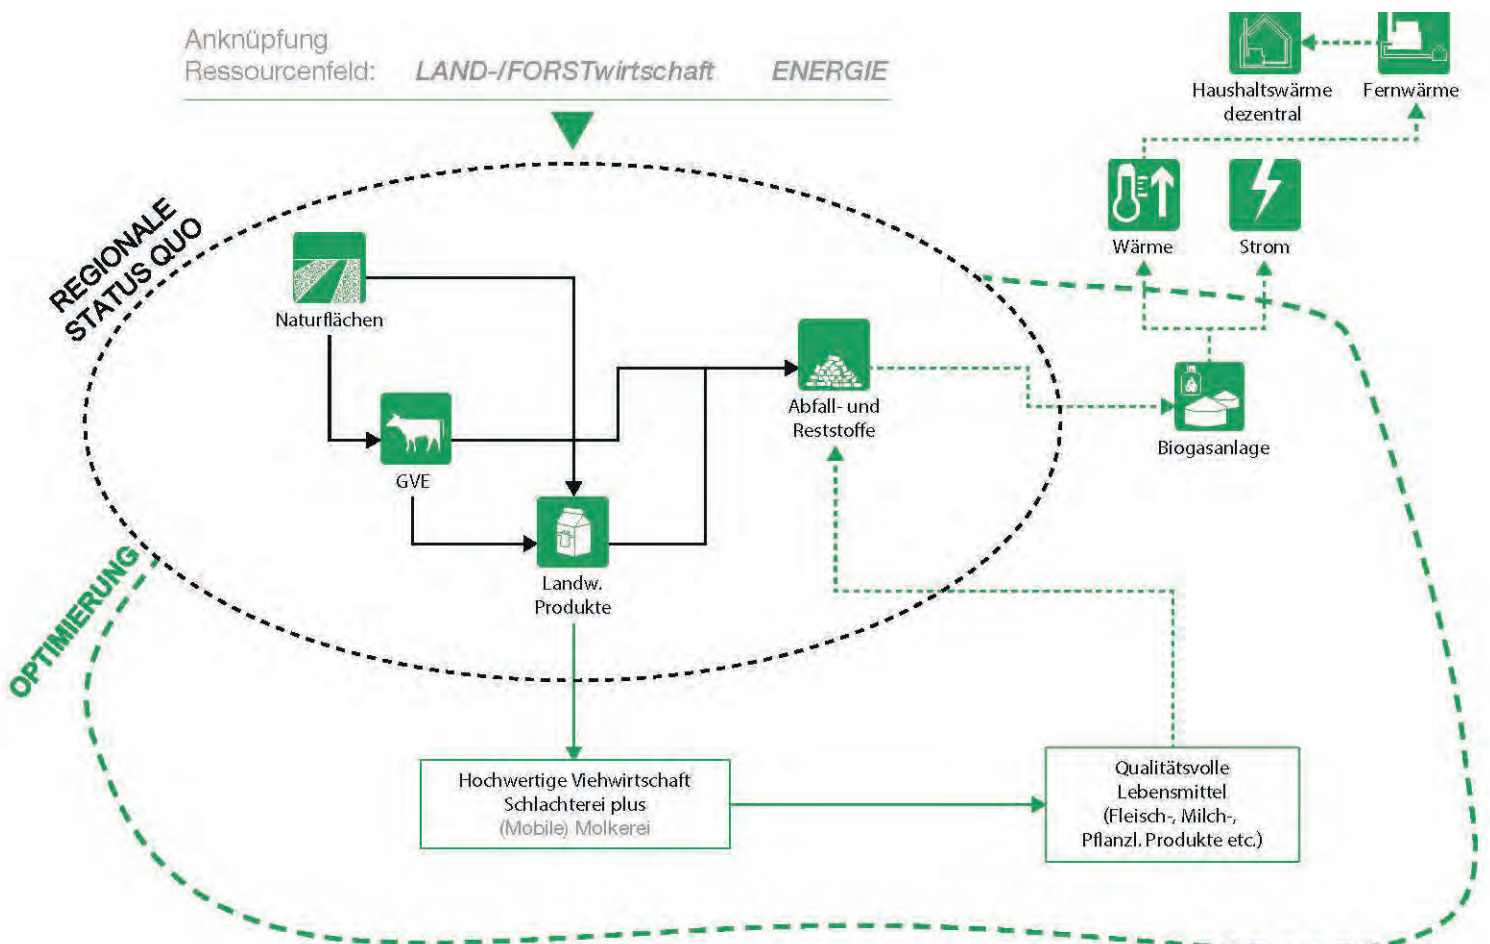 Anknüpfung
Ressourcenfeld: LAND-/FORSTwirtschaft ENERGIE
Haushaltswärme
dezentral
Fernwärme
Wärme
Strom
REGIONALE
STATUS QUO
Naturflächen
Abfall- und
Reststoffe
Biogasanlage
GVE
Landw.
Produkte
OPTIMIERUNG
Hochwertige Viehwirtschaft
Schlachterei plus
(Mobile) Molkerei
Qualitätsvolle
Lebensmittel
(Fleisch-, Milch-,
Pflanzl. Produkte etc.)